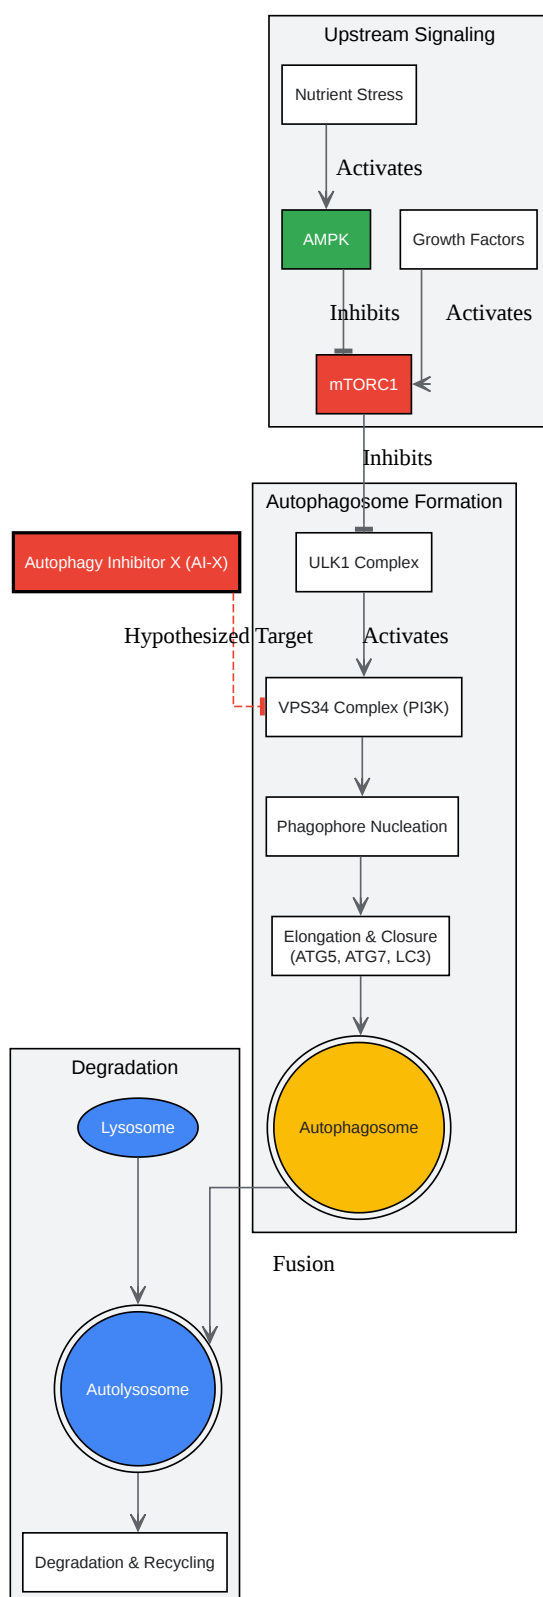 Upstream Signaling
Nutrient Stress
Activates
AMPK
Growth Factors
Inhibits
Activates
mTORC1
Inhibits
Autophagosome Formation
Autophagy Inhibitor X (AI-X)
ULK1 Complex
Hypothesized Target
Activates
VPS34 Complex (PI3K)
Phagophore Nucleation
Elongation & Closure
(ATG5, ATG7, LC3)
Degradation
Lysosome
Autophagosome
Fusion
Autolysosome
Degradation & Recycling